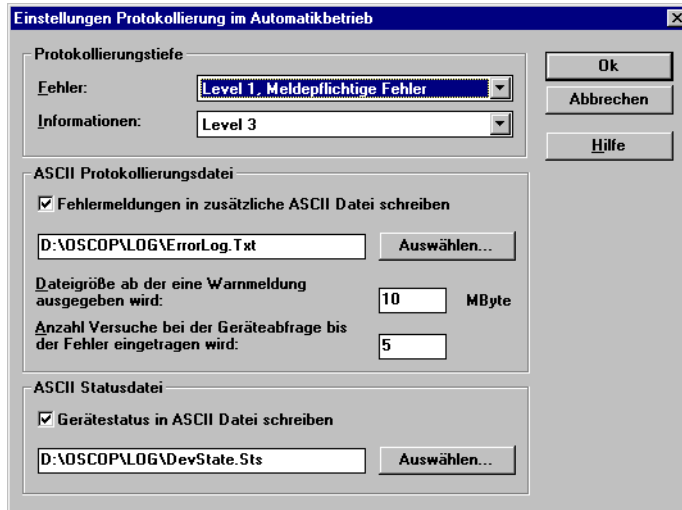 Einstellungen Protokollierung im Automatikbetrieb
Protokollierungstiefe
Fehler:
Level 1, Meldepflichtige Fehler
Informationen:
Level 3
Ok
Abbrechen
Hilfe
ASCII Protokollierungsdatei
Fehlermeldungen in zusätzliche ASCII Datei schreiben
D:\OSCOP\LOG\ErrorLog.Txt
Auswählen...
Dateigröße ab der eine Warnmeldung
ausgegeben wird:
10
MByte
Anzahl Versuche bei der Geräteabfrage bis
der Fehler eingetragen wird:
5
ASCII Statusdatei
Gerätestatus in ASCII Datei schreiben
D:\OSCOP\LOG\DevState.Sts
Auswählen...